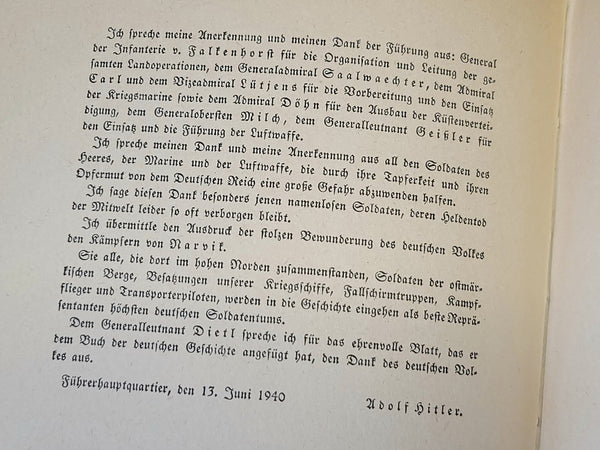 Ich spreche meine Anerkennung und meinen Dank der Führung aus: General
der Infanterie v. Falkenhorst für die Organisation und Leitung der ge-
samten Landoperationen, dem Generaladmiral Saalwaechter, dem Admiral
Carl und dem Vizeadmiral Lütjens für die Vorbereitung und den Einsatz
der Kriegsmarine sowie dem Admiral Döhn für den Ausbau der Küstenvertei-
digung, dem Generalobersten Milch, dem Generalleutnant Geißler für
den Einsatz und die Führung der Luftwaffe.
Ich spreche meinen Dank und meine Anerkennung aus all den Soldaten des
Heeres, der Marine und der Luftwaffe, die durch ihre Tapferkeit und ihren
Opfermut von dem Deutschen Reich eine große Gefahr abzuwenden halfen.
Ich sage diesen Dank besonders jenen namenlosen Soldaten, deren Heldentod
der Mitwelt leider so oft verborgen bleibt.
Ich übermittle den Ausdruck der stolzen Bewunderung des deutschen Volkes
den Kämpfern von Narvik.
Sie alle, die dort im hohen Norden zusammenstanden, Soldaten der ostmär-
kischen Berge, Besatzungen unserer Kriegsschiffe, Fallschirmtruppen, Kampf-
flieger und Transporterpiloten, werden in die Geschichte eingehen als beste Reprä-
sentanten höchsten deutschen Soldatentums.
Dem Generalleutnant Dietl spreche ich für das ehrenvolle Blatt, das er
dem Buch der deutschen Geschichte angefügt hat, den Dank des deutschen Vol-
kes aus.
Führerhauptquartier, den 13. Juni 1940
Adolf Hitler.